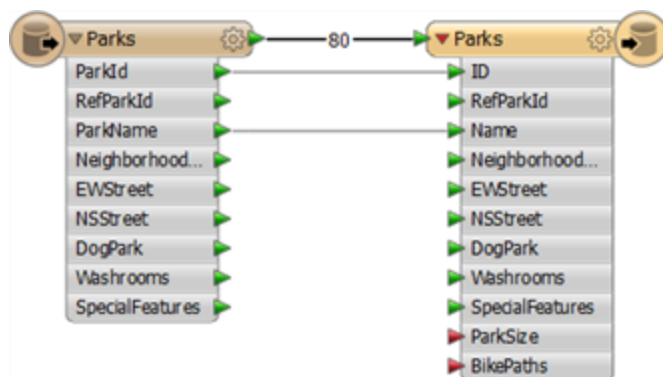 Parks
ParkId
RefParkId
ParkName
Neighborhood...
EWStreet
NSStreet
DogPark
Washrooms
SpecialFeatures
80
Parks
ID
RefParkId
Name
Neighborhood...
EWStreet
NSStreet
DogPark
Washrooms
SpecialFeatures
ParkSize
BikePaths